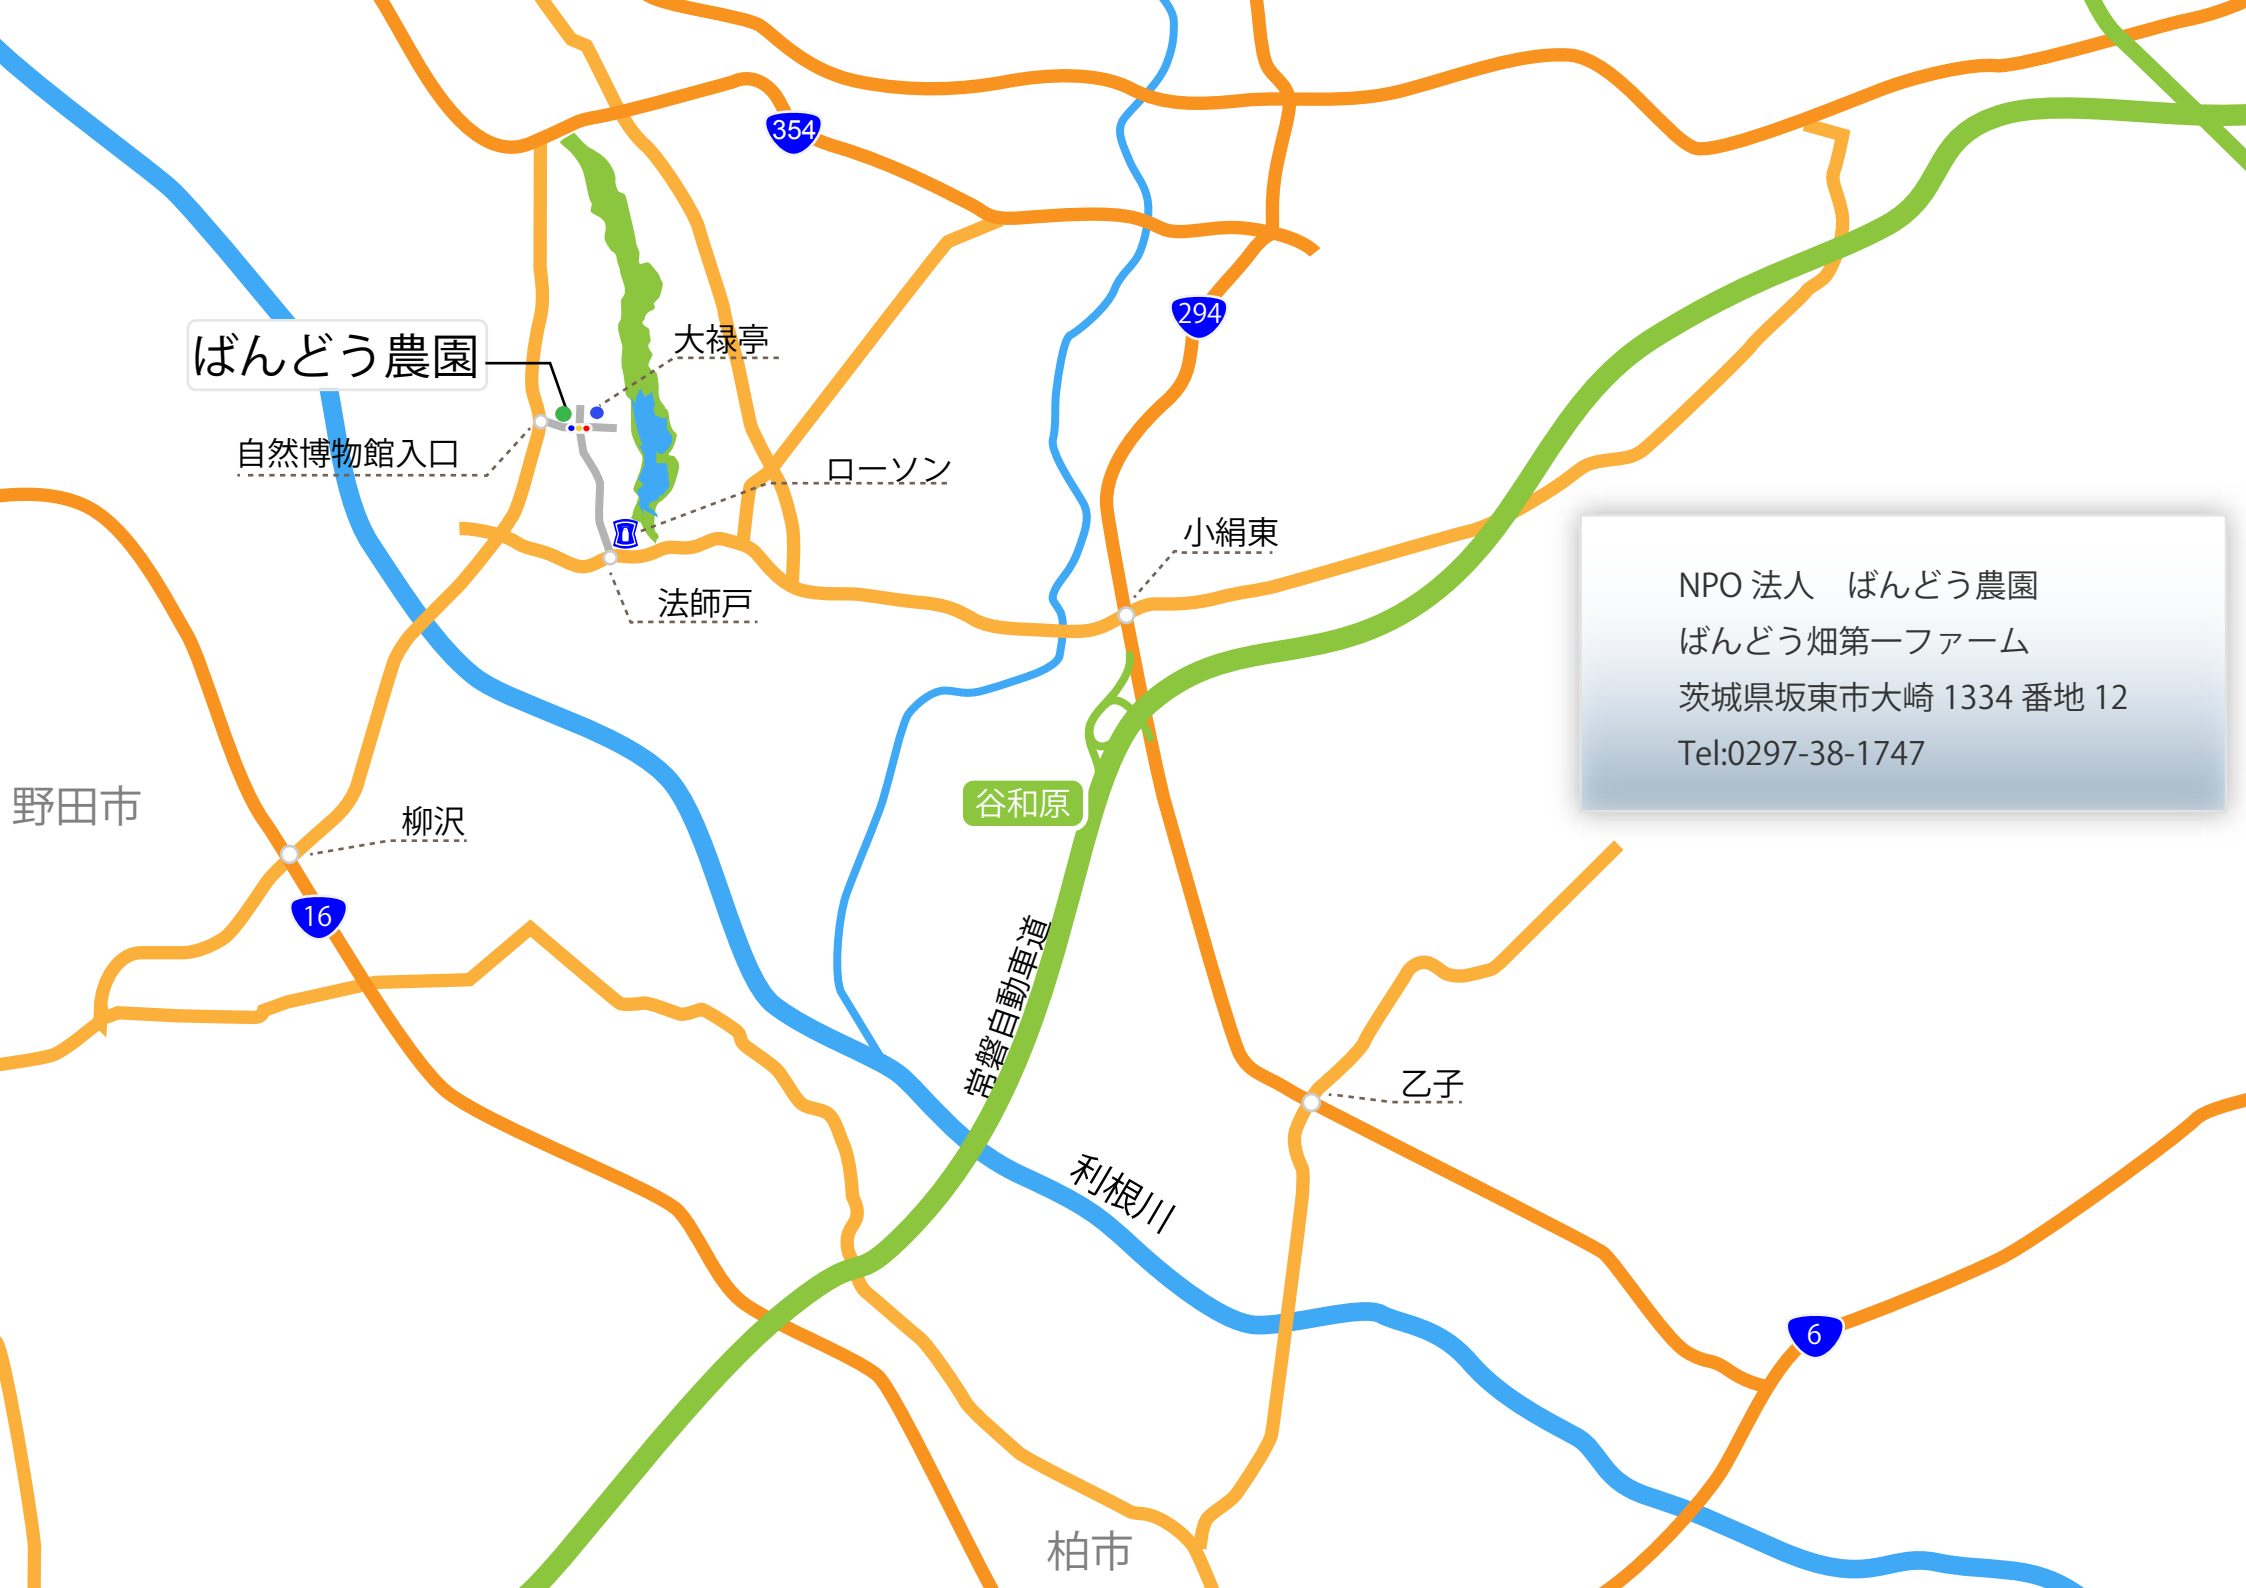 354
294
ばんどう農園
大禄亭
自然博物館入口
ローソン
小絹東
法師戸
NPO 法人　ばんどう農園
ばんどう畑第一ファーム
茨城県坂東市大崎 1334 番地 12
Tel:0297-38-1747
野田市
谷和原
柳沢
16
常磐自動車道
乙子
利根川
6
柏市